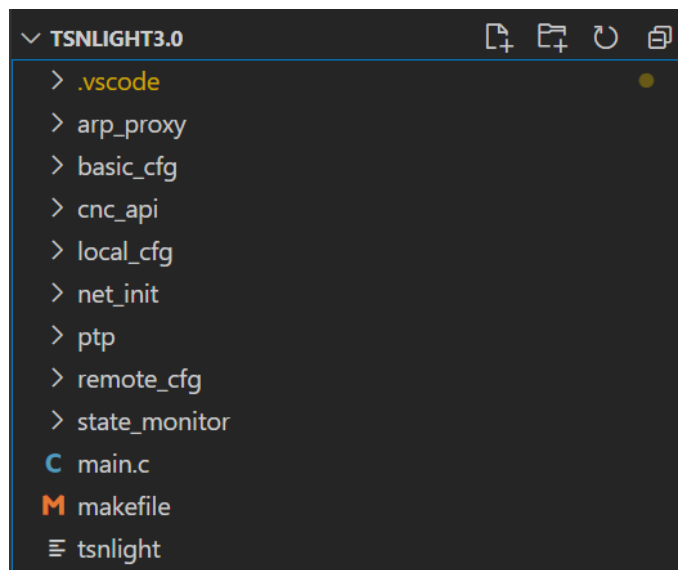 TSNLIGHT3.0
.vscode
arp_proxy
basic_cfg
cnc_api
local_cfg
net_init
ptp
remote_cfg
state_monitor
C main.c
M makefile
tsnlight